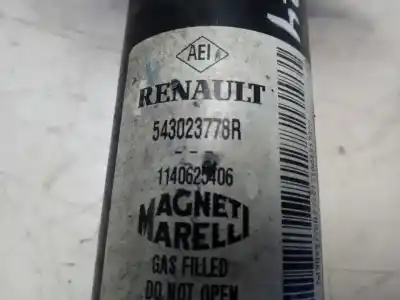 AEI
RENAULT
543023778R
---
1140625406
MAGNETI
MARELLI
GAS FILLED
DO NOT OPEN